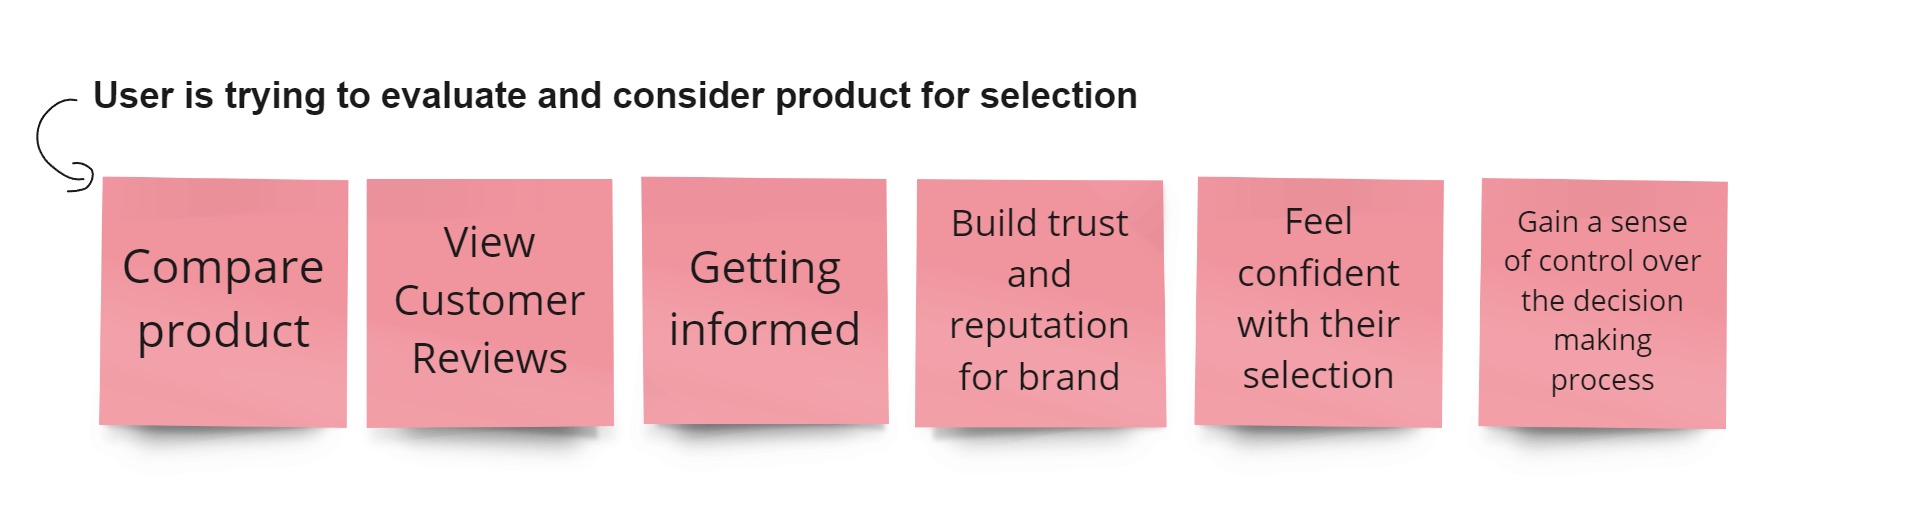 User is trying to evaluate and consider product for selection
Compare
product
View
Customer
Reviews
Getting
informed
Build trust
and
reputation
for brand
Feel
confident
with their
selection
Gain a sense
of control over
the decision
making
process